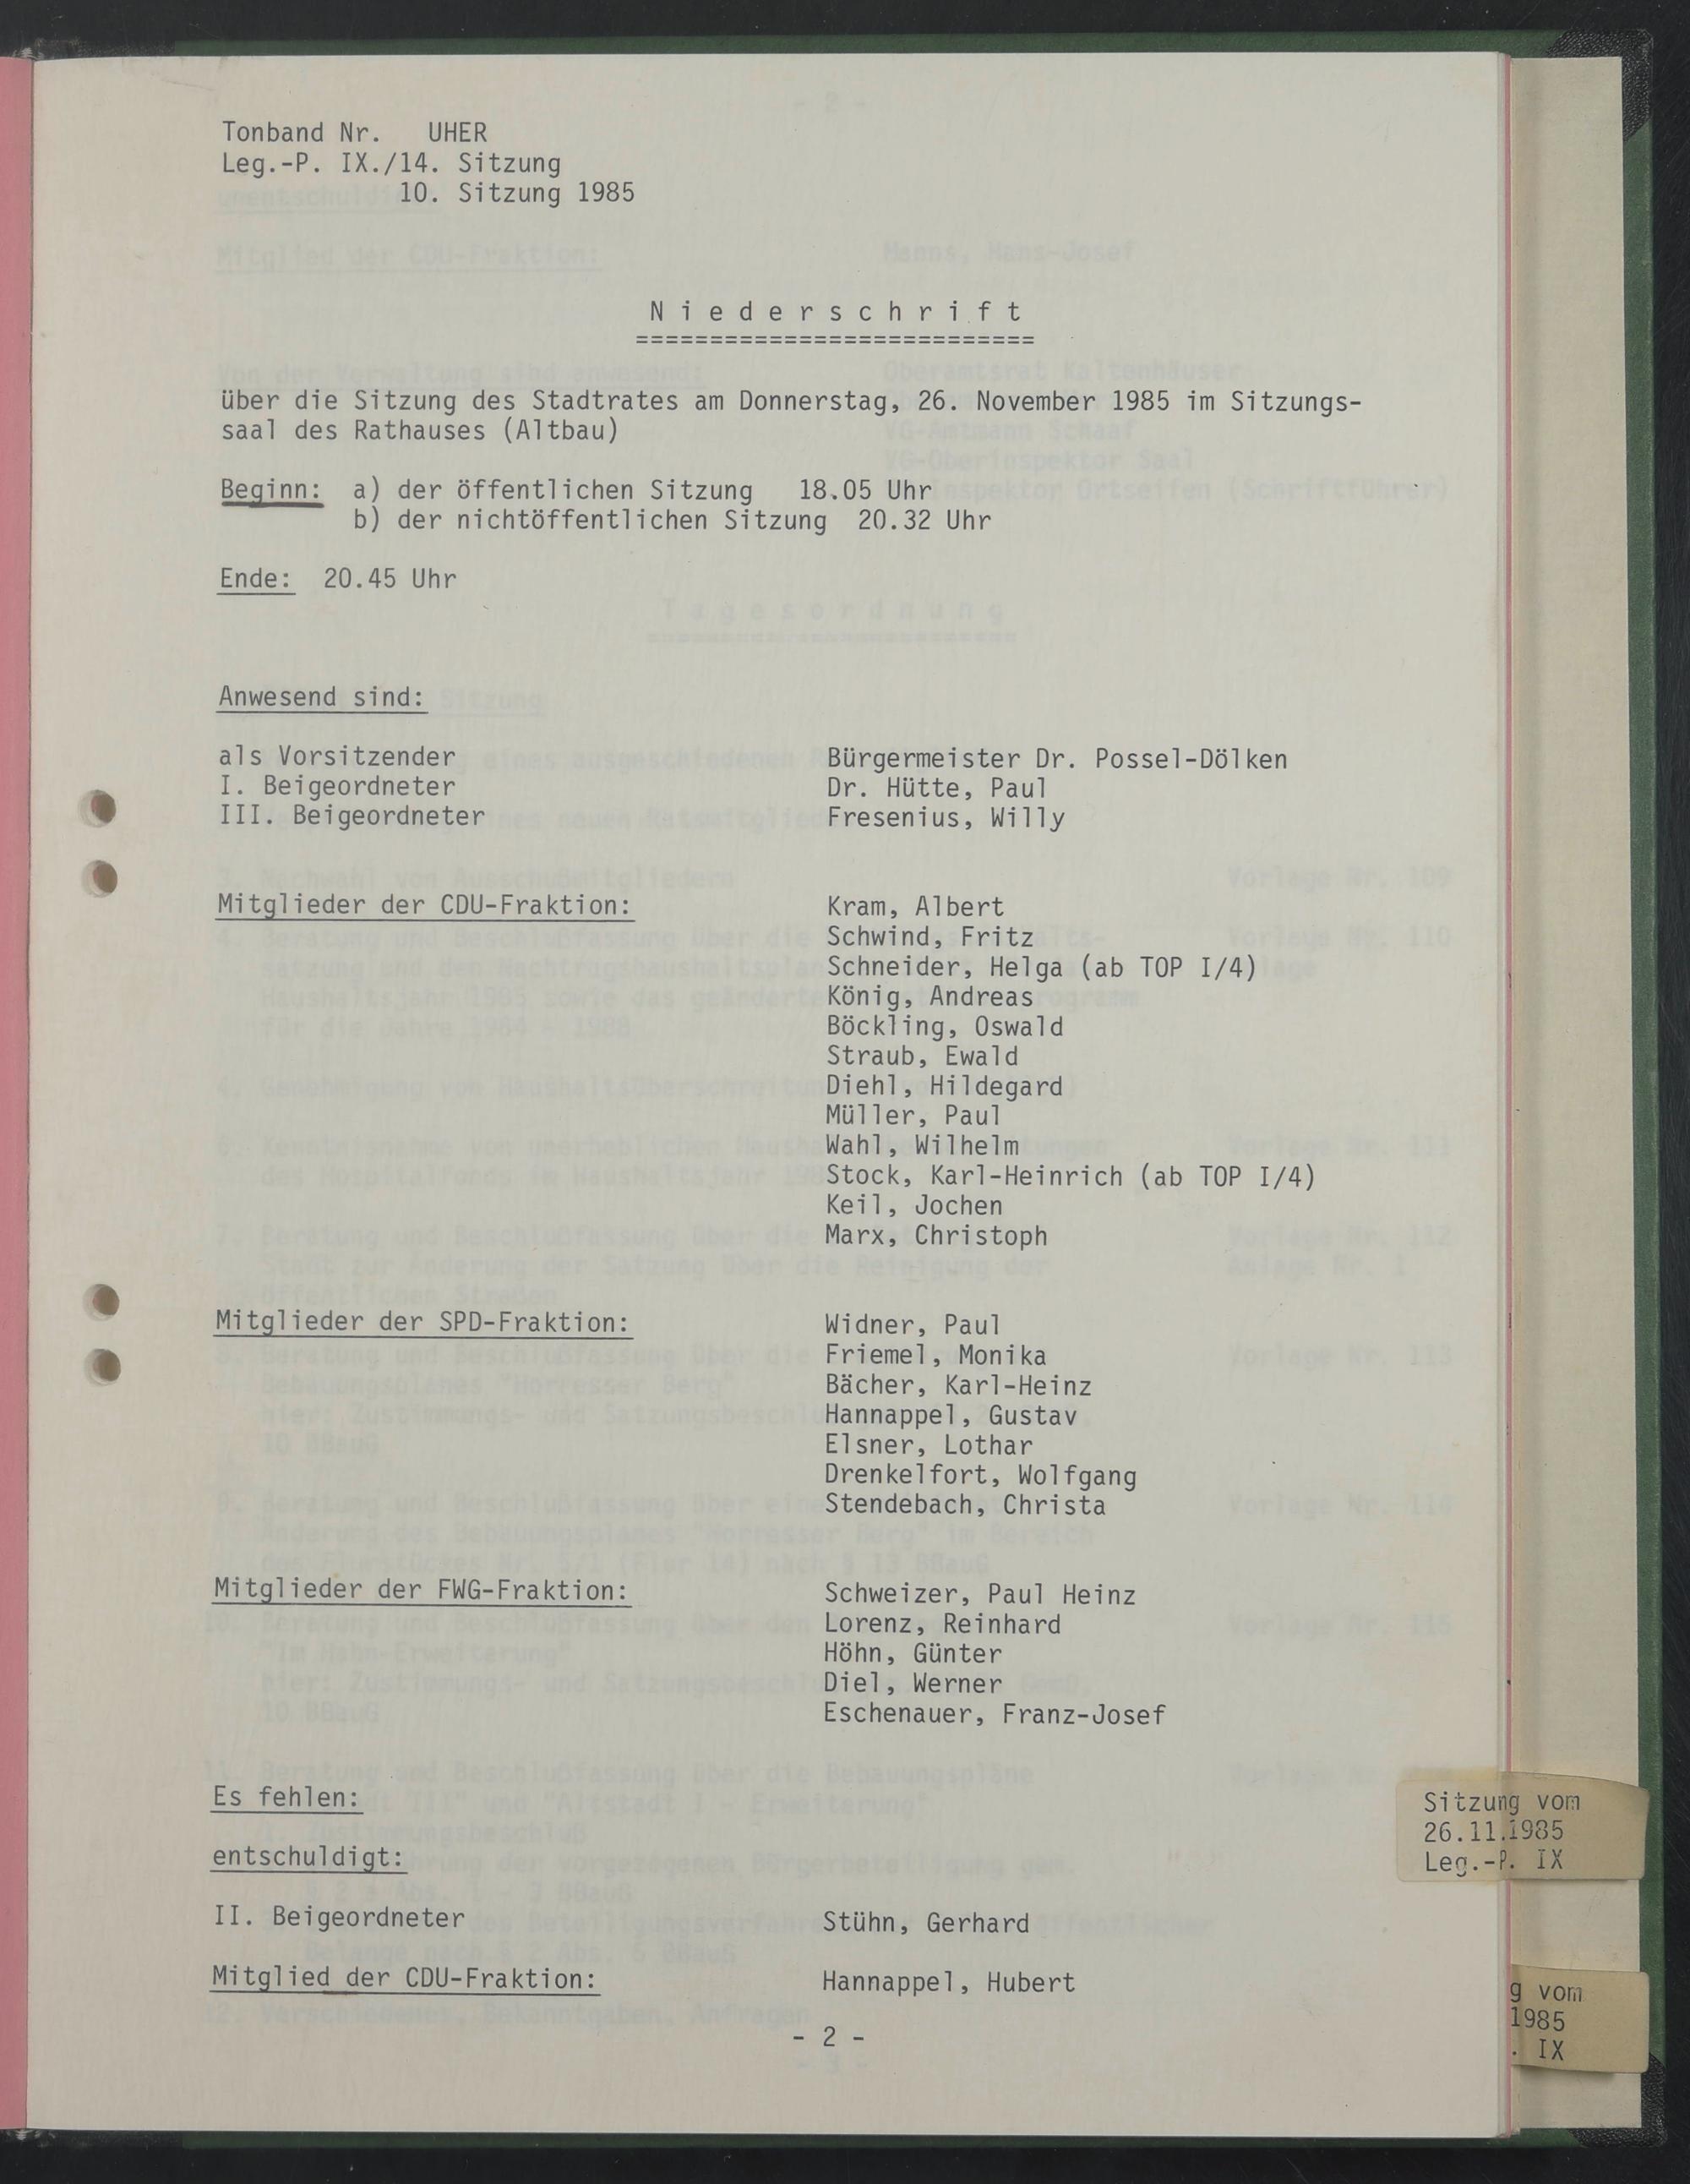 Tonband Nr. UHER
Leg.-P. IX./14. Sitzung
10. Sitzung 1985
N i e d e r s c h r i f t
===========================
über die Sitzung des Stadtrates am Donnerstag, 26. November 1985 im Sitzungs-
saal des Rathauses (Altbau)
Beginn: a) der öffentlichen Sitzung 18.05 Uhr
b) der nichtöffentlichen Sitzung 20.32 Uhr
Ende: 20.45 Uhr
Anwesend sind:
als Vorsitzender Bürgermeister Dr. Possel-Dölken
I. Beigeordneter Dr. Hütte, Paul
III. Beigeordneter Fresenius, Willy
Mitglieder der CDU-Fraktion: Kram, Albert
Schwind, Fritz
Schneider, Helga (ab TOP I/4)
König, Andreas
Böckling, Oswald
Straub, Ewald
Diehl, Hildegard
Müller, Paul
Wahl, Wilhelm
Stock, Karl-Heinrich (ab TOP I/4)
Keil, Jochen
Marx, Christoph
Mitglieder der SPD-Fraktion: Widner, Paul
Friemel, Monika
Bächer, Karl-Heinz
Hannappel, Gustav
Elsner, Lothar
Drenkelfort, Wolfgang
Stendebach, Christa
Mitglieder der FWG-Fraktion: Schweizer, Paul Heinz
Lorenz, Reinhard
Höhn, Günter
Diel, Werner
Eschenauer, Franz-Josef
Es fehlen:
entschuldigt:
II. Beigeordneter Stühn, Gerhard
Mitglied der CDU-Fraktion: Hannappel, Hubert
- 2 -
Sitzung vom
26.11.1985
Leg.-P. IX
g vom
1985
. IX